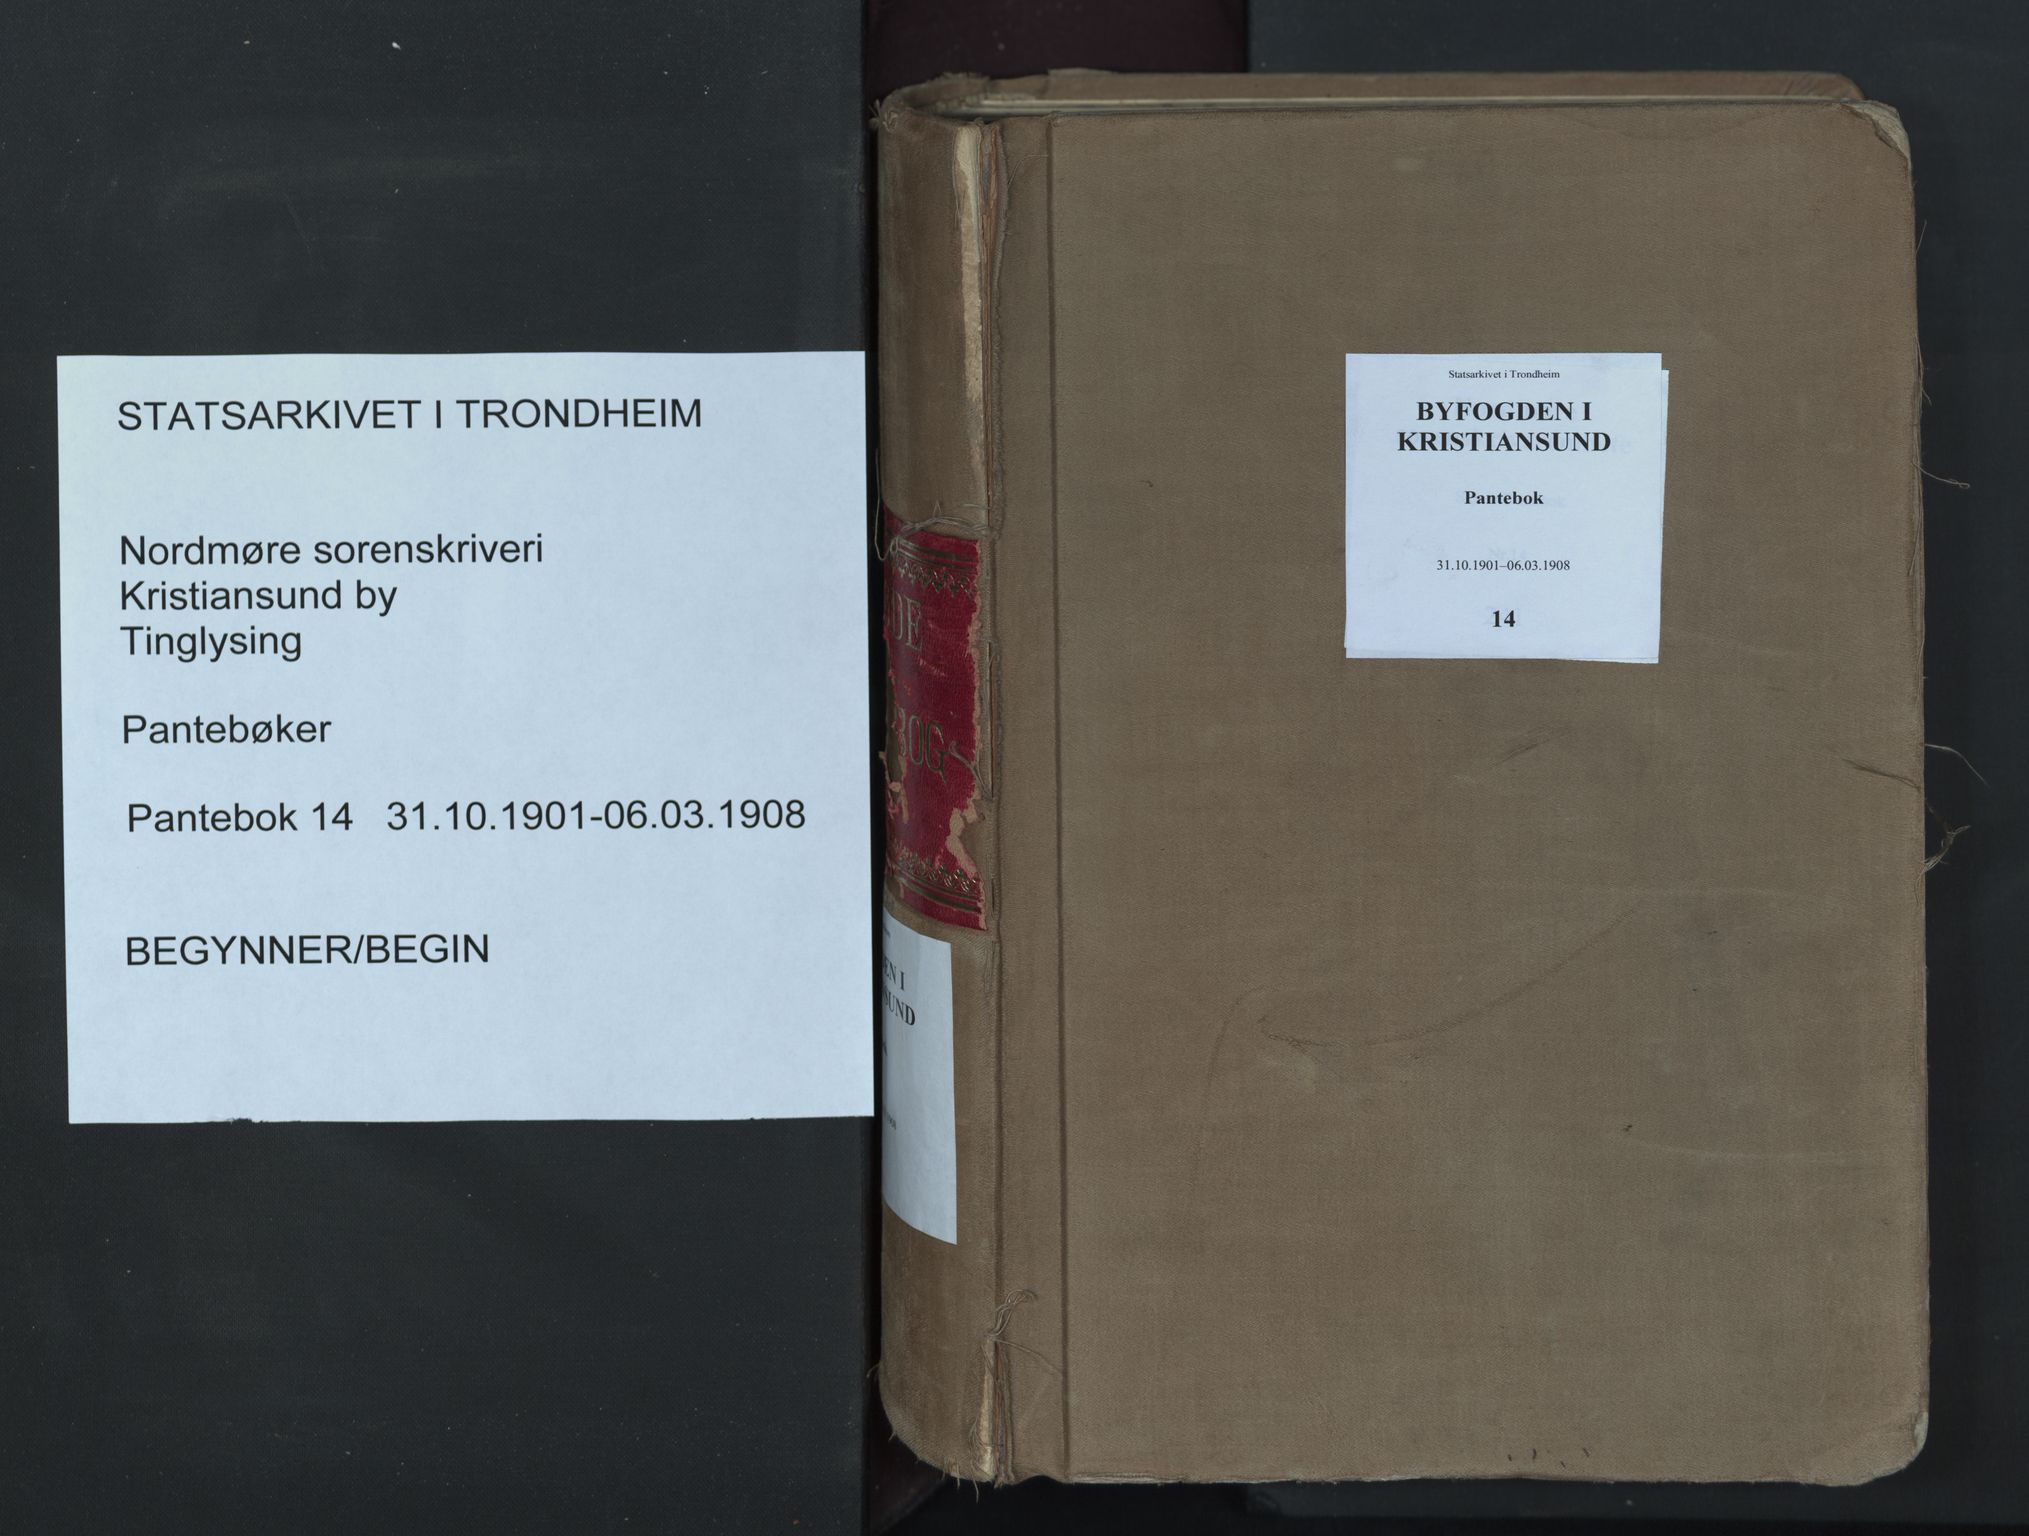 STATSARKIVET I TRONDHEIM
Nordmøre sorenskriveri
Kristiansund by
Tinglysing
Pantebøker
Pantebok 14 31.10.1901-06.03.1908
BEGYNNER/BEGIN
Statsarkivet i Trondheim
BYFOGDEN I
KRISTIANSUND
Pantebok
31.10.1901–06.03.1908
14